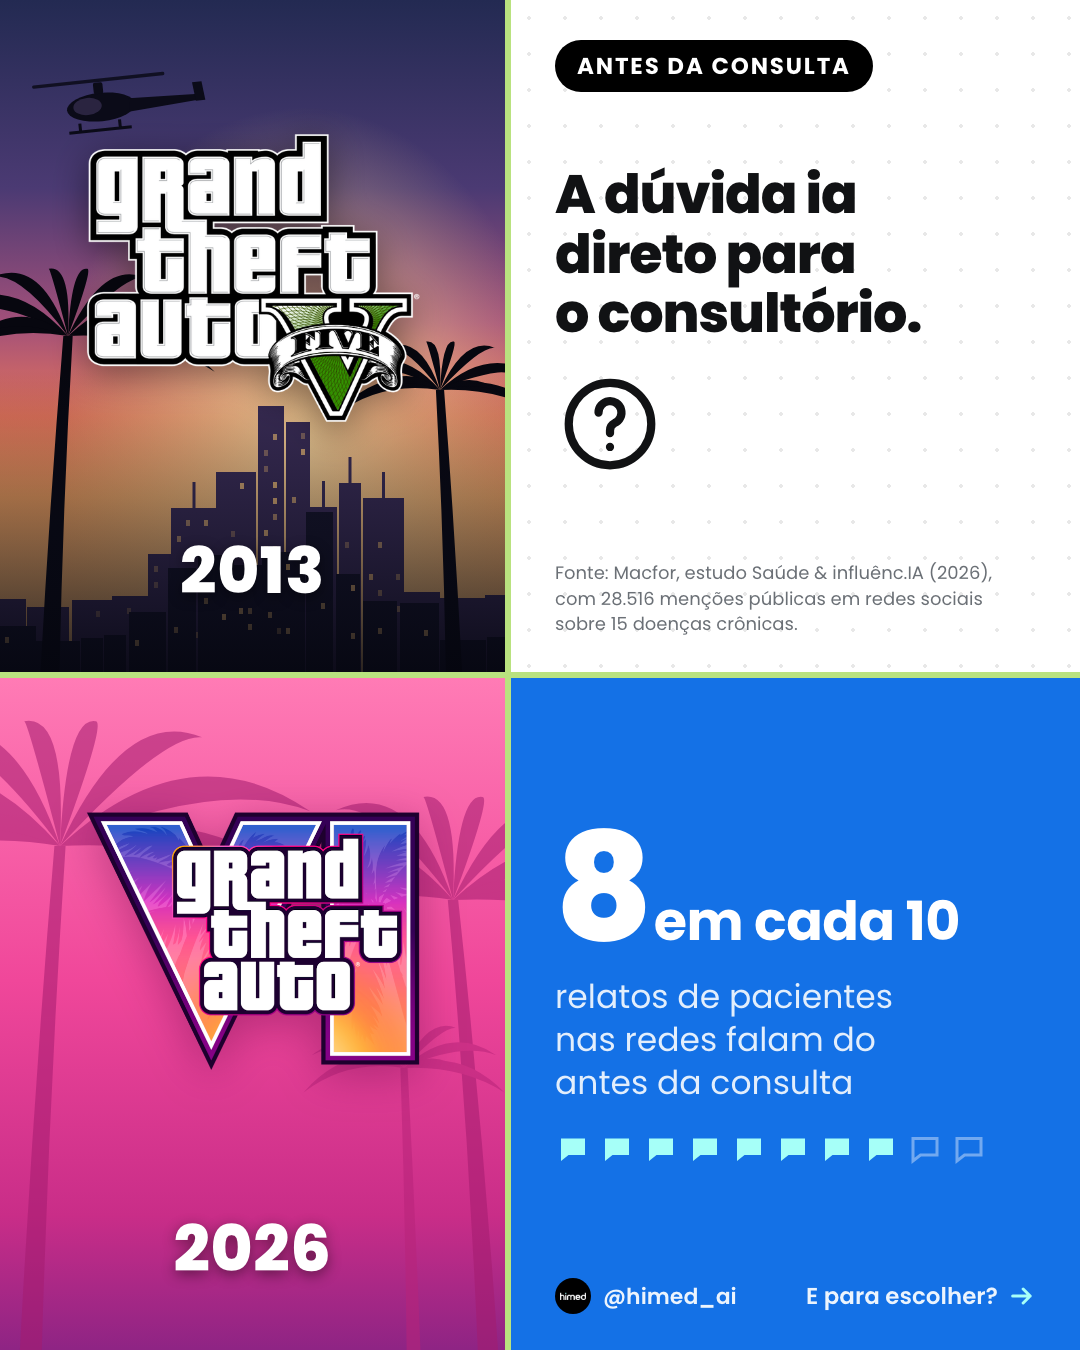 grand
theft
auto
FIVE
®
2013
ANTES DA CONSULTA
A dúvida ia
direto para
o consultório.
?
Fonte: Macfor, estudo Saúde & influênc.IA (2026),
com 28.516 menções públicas em redes sociais
sobre 15 doenças crônicas.
VI
grand
theft
auto
2026
8 em cada 10
relatos de pacientes
nas redes falam do
antes da consulta
himed
@himed_ai
E para escolher? →